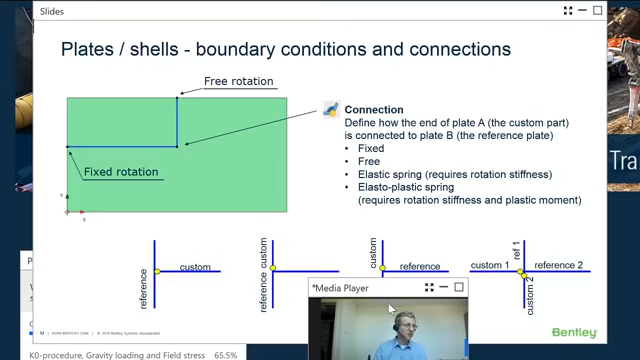 Slides
Plates / shells - boundary conditions and connections
Free rotation
Fixed rotation
Y
X
Connection
Define how the end of plate A (the custom part)
is connected to plate B (the reference plate)
• Fixed
• Free
• Elastic spring (requires rotation stiffness)
• Elasto-plastic spring
(requires rotation stiffness and plastic moment)
reference
custom
reference custom
custom
reference
custom 1
ref 1
reference 2
custom 2
*Media Player
Bentley
Tra
P
W
s
K0-procedure, Gravity loading and Field stress 65.5%